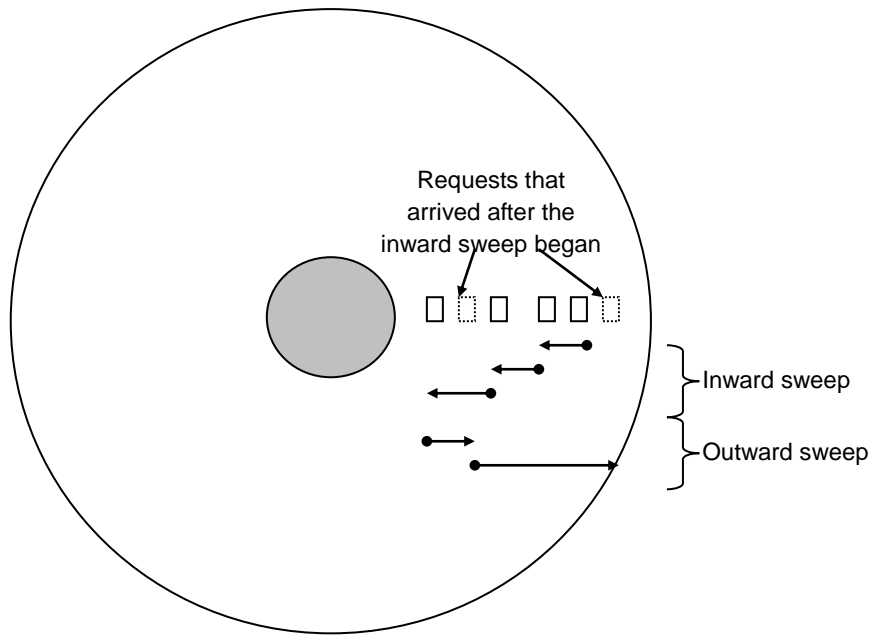 Requests that
arrived after the
inward sweep began
Inward sweep
Outward sweep